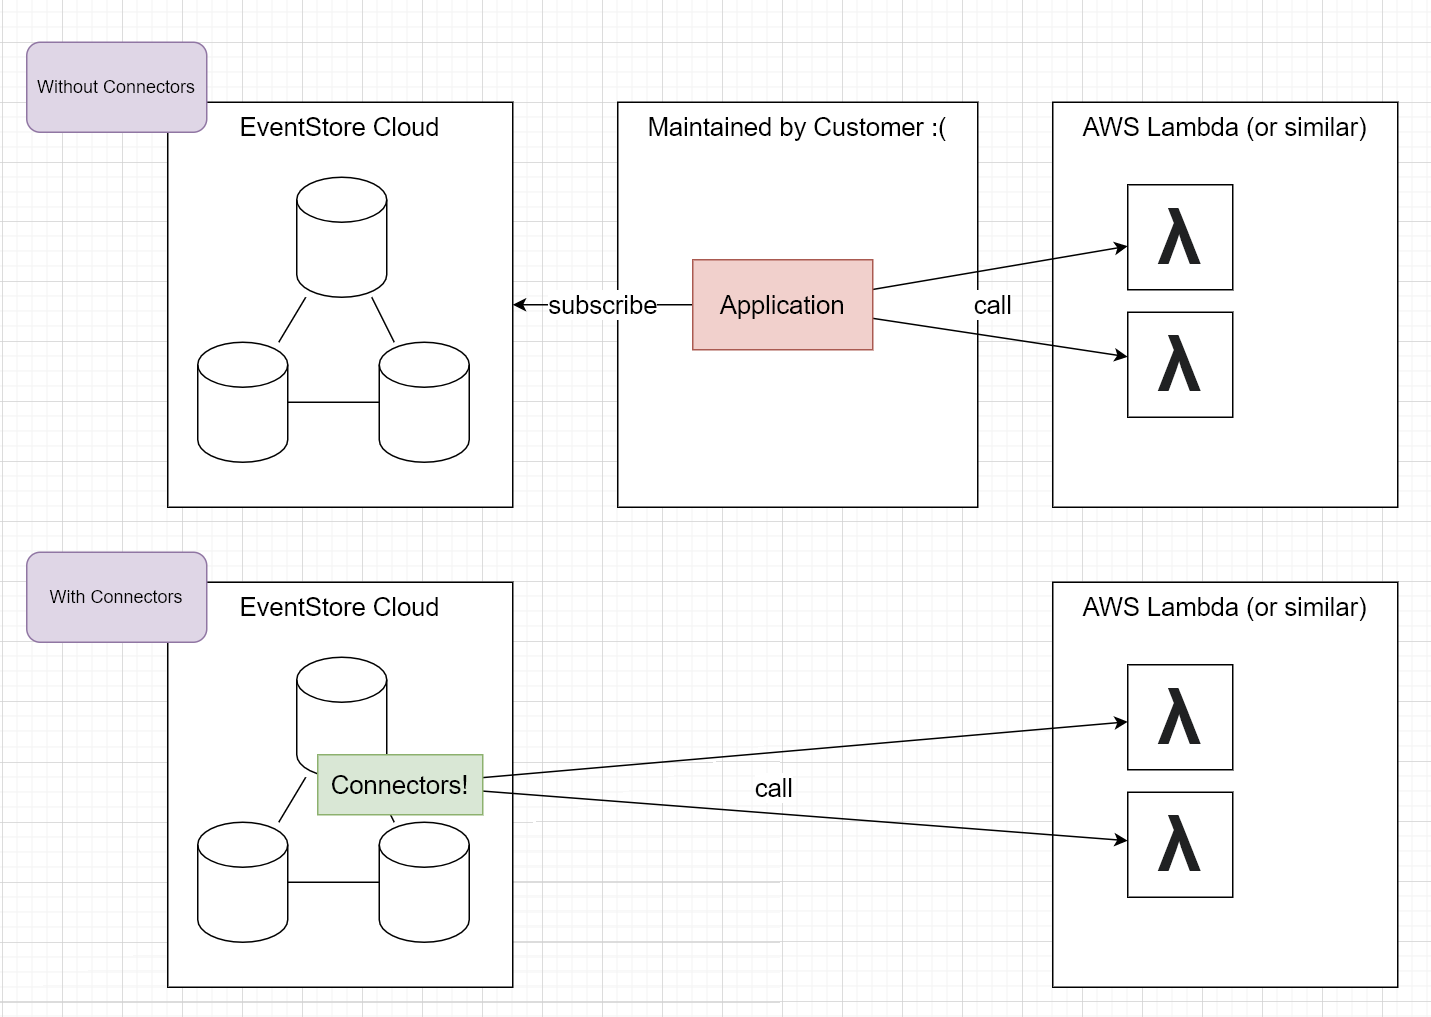 Without Connectors
EventStore Cloud
Maintained by Customer :(
AWS Lambda (or similar)
λ
subscribe
Application
call
λ
With Connectors
EventStore Cloud
AWS Lambda (or similar)
λ
Connectors!
call
λ